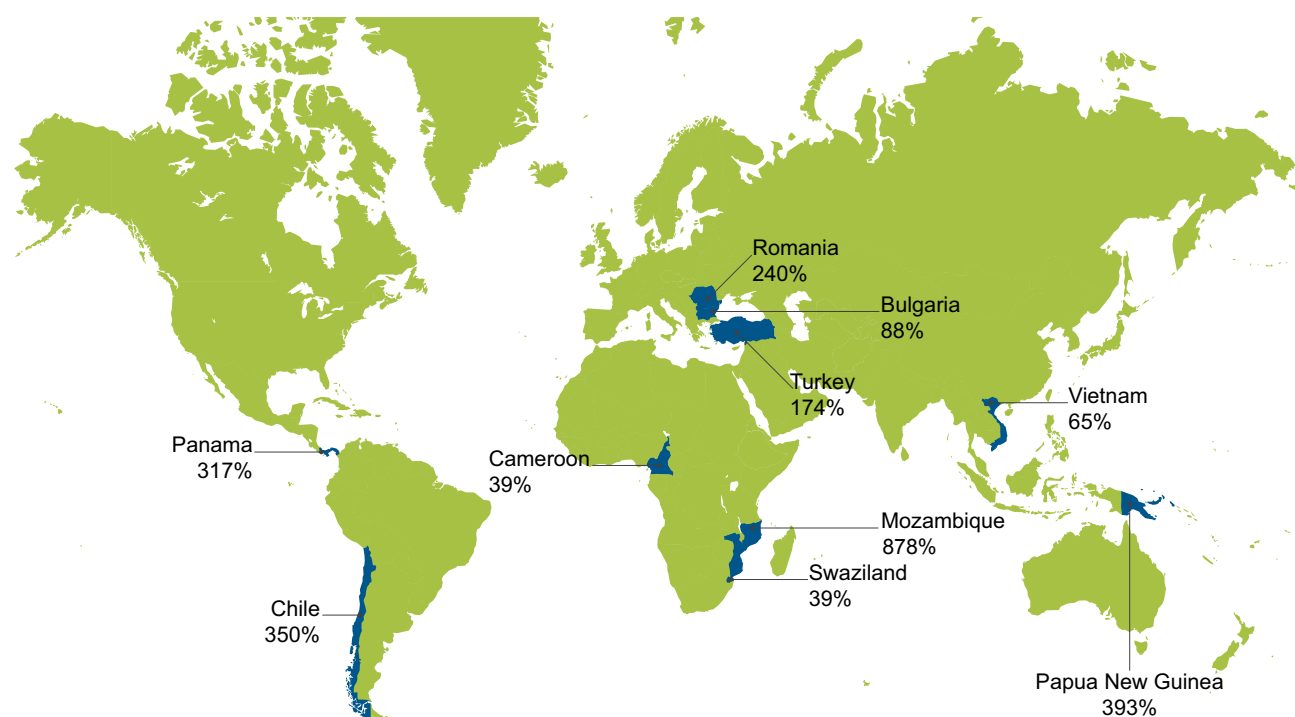 Romania
240%
Bulgaria
88%
Turkey
174%
Vietnam
65%
Panama
317%
Cameroon
39%
Mozambique
878%
Swaziland
39%
Chile
350%
Papua New Guinea
393%